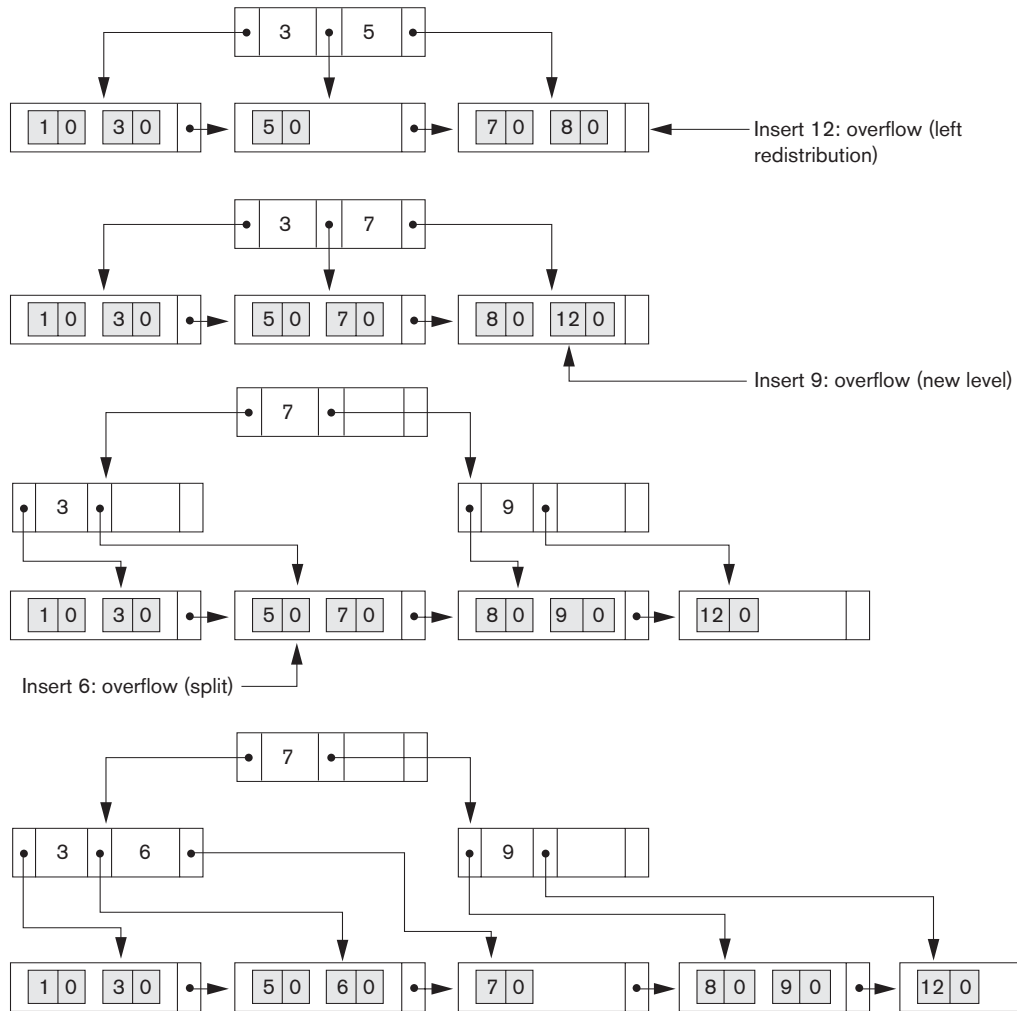 3 5
1 0 3 0 5 0 7 0 8 0
Insert 12: overflow (left
redistribution)
3 7
1 0 3 0 5 0 7 0 8 0 12 0
Insert 9: overflow (new level)
7
3 9
1 0 3 0 5 0 7 0 8 0 9 0 12 0
Insert 6: overflow (split)
7
3 6 9
1 0 3 0 5 0 6 0 7 0 8 0 9 0 12 0